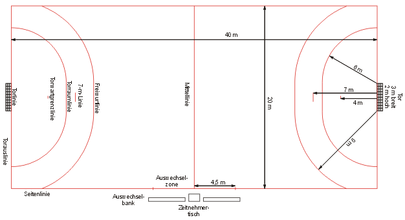 40 m
6 m
7 m
4 m
9 m
20 m
3 m breit
2 m hoch
Tor
Torlinie
Torwartgrenzlinie
Torraumlinie
7-m-Linie
Freiwurflinie
Mittellinie
Torauslinie
Seitenlinie
Auswechsel-
zone
4,5 m
Auswechsel-
bank
Zeitnehmer-
tisch